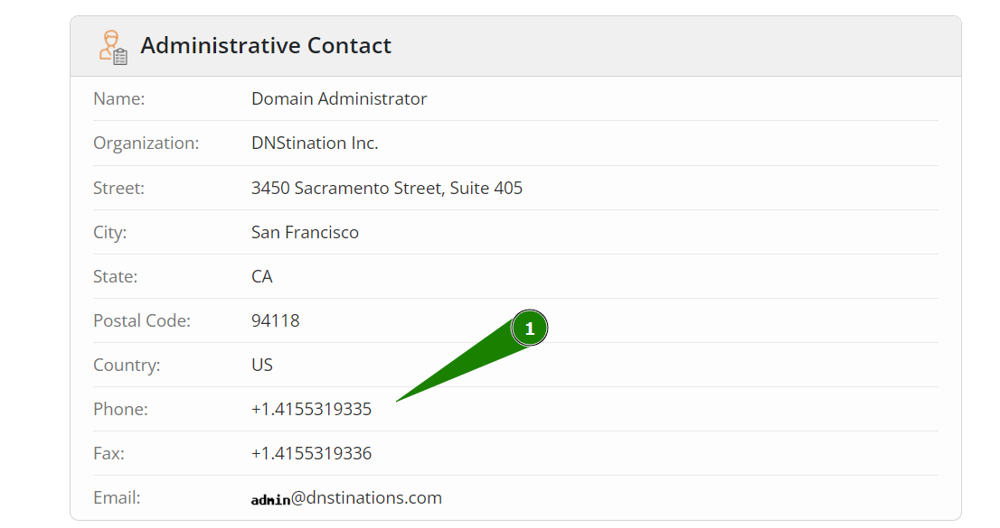 Administrative Contact
Name: Domain Administrator
Organization: DNStination Inc.
Street: 3450 Sacramento Street, Suite 405
City: San Francisco
State: CA
Postal Code: 94118
1
Country: US
Phone: +1.4155319335
Fax: +1.4155319336
Email: admin@dnstinations.com